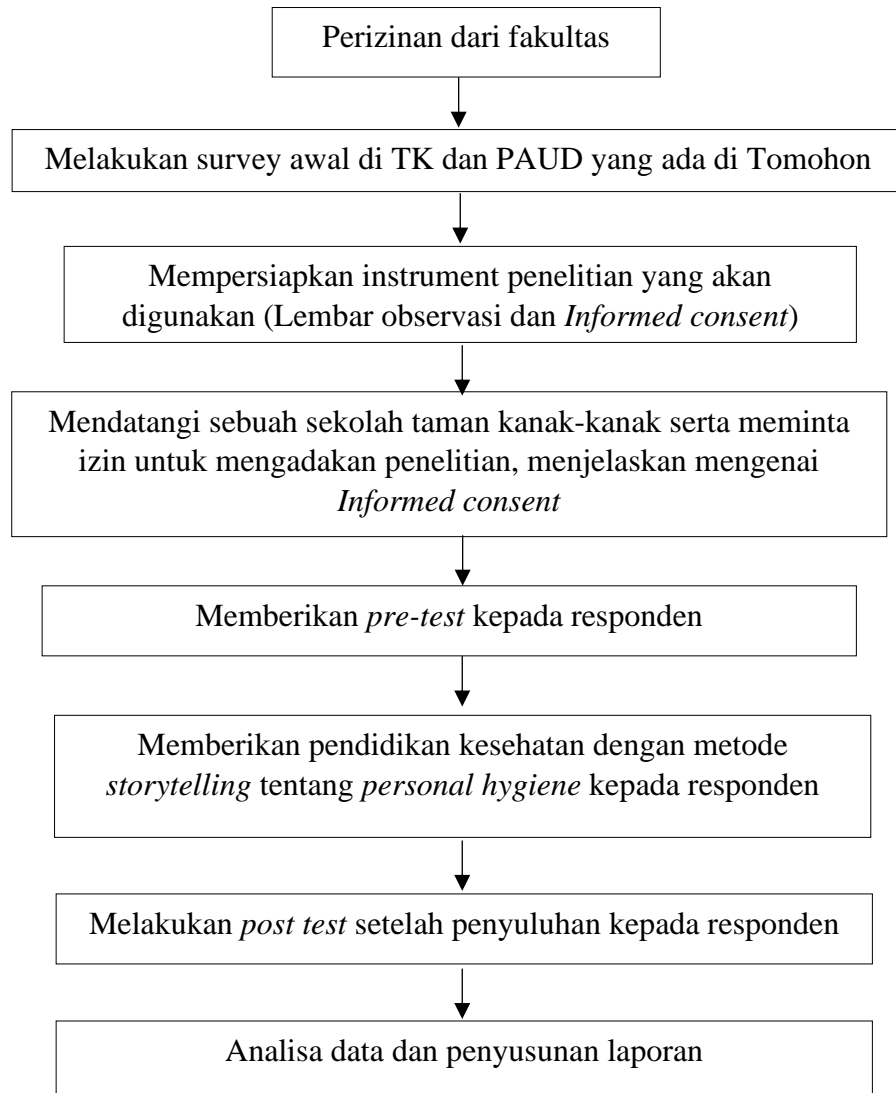 Perizinan dari fakultas
Melakukan survey awal di TK dan PAUD yang ada di Tomohon
Mempersiapkan instrument penelitian yang akan
digunakan (Lembar observasi dan Informed consent)
Mendatangi sebuah sekolah taman kanak-kanak serta meminta
izin untuk mengadakan penelitian, menjelaskan mengenai
Informed consent
Memberikan pre-test kepada responden
Memberikan pendidikan kesehatan dengan metode
storytelling tentang personal hygiene kepada responden
Melakukan post test setelah penyuluhan kepada responden
Analisa data dan penyusunan laporan